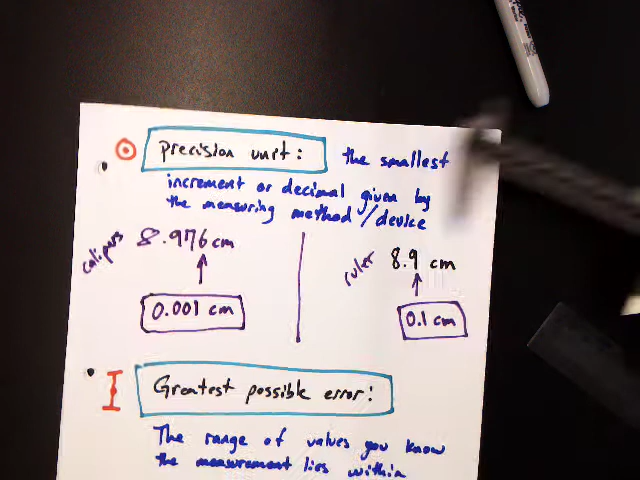 precision unit: the smallest
increment or decimal given by
the measuring method/device
calipers 8.976 cm
ruler 8.9 cm
0.001 cm
0.1 cm
Greatest possible error:
The range of values you know
the measurement lies within